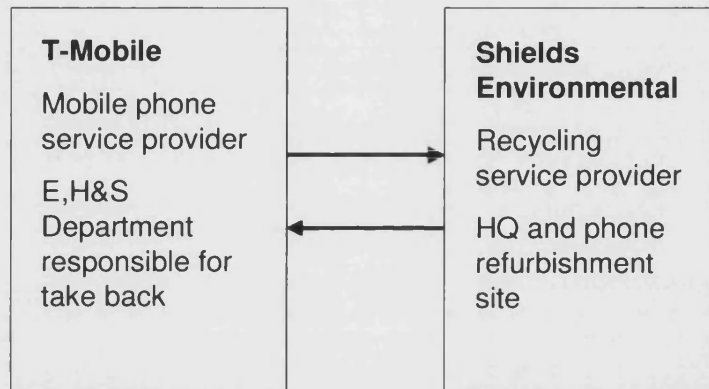 T-Mobile
Mobile phone
service provider
E,H&S
Department
responsible for
take back
Shields
Environmental
Recycling
service provider
HQ and phone
refurbishment
site